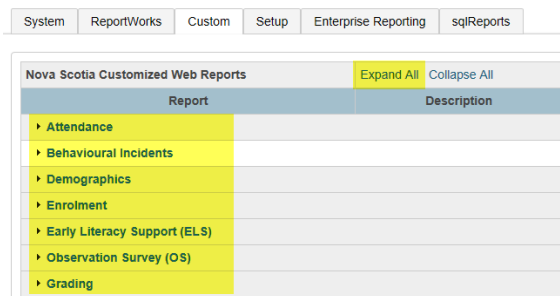 System ReportWorks Custom Setup Enterprise Reporting sqlReports
Nova Scotia Customized Web Reports Expand All Collapse All
Report Description
Attendance
Behavioural Incidents
Demographics
Enrolment
Early Literacy Support (ELS)
Observation Survey (OS)
Grading